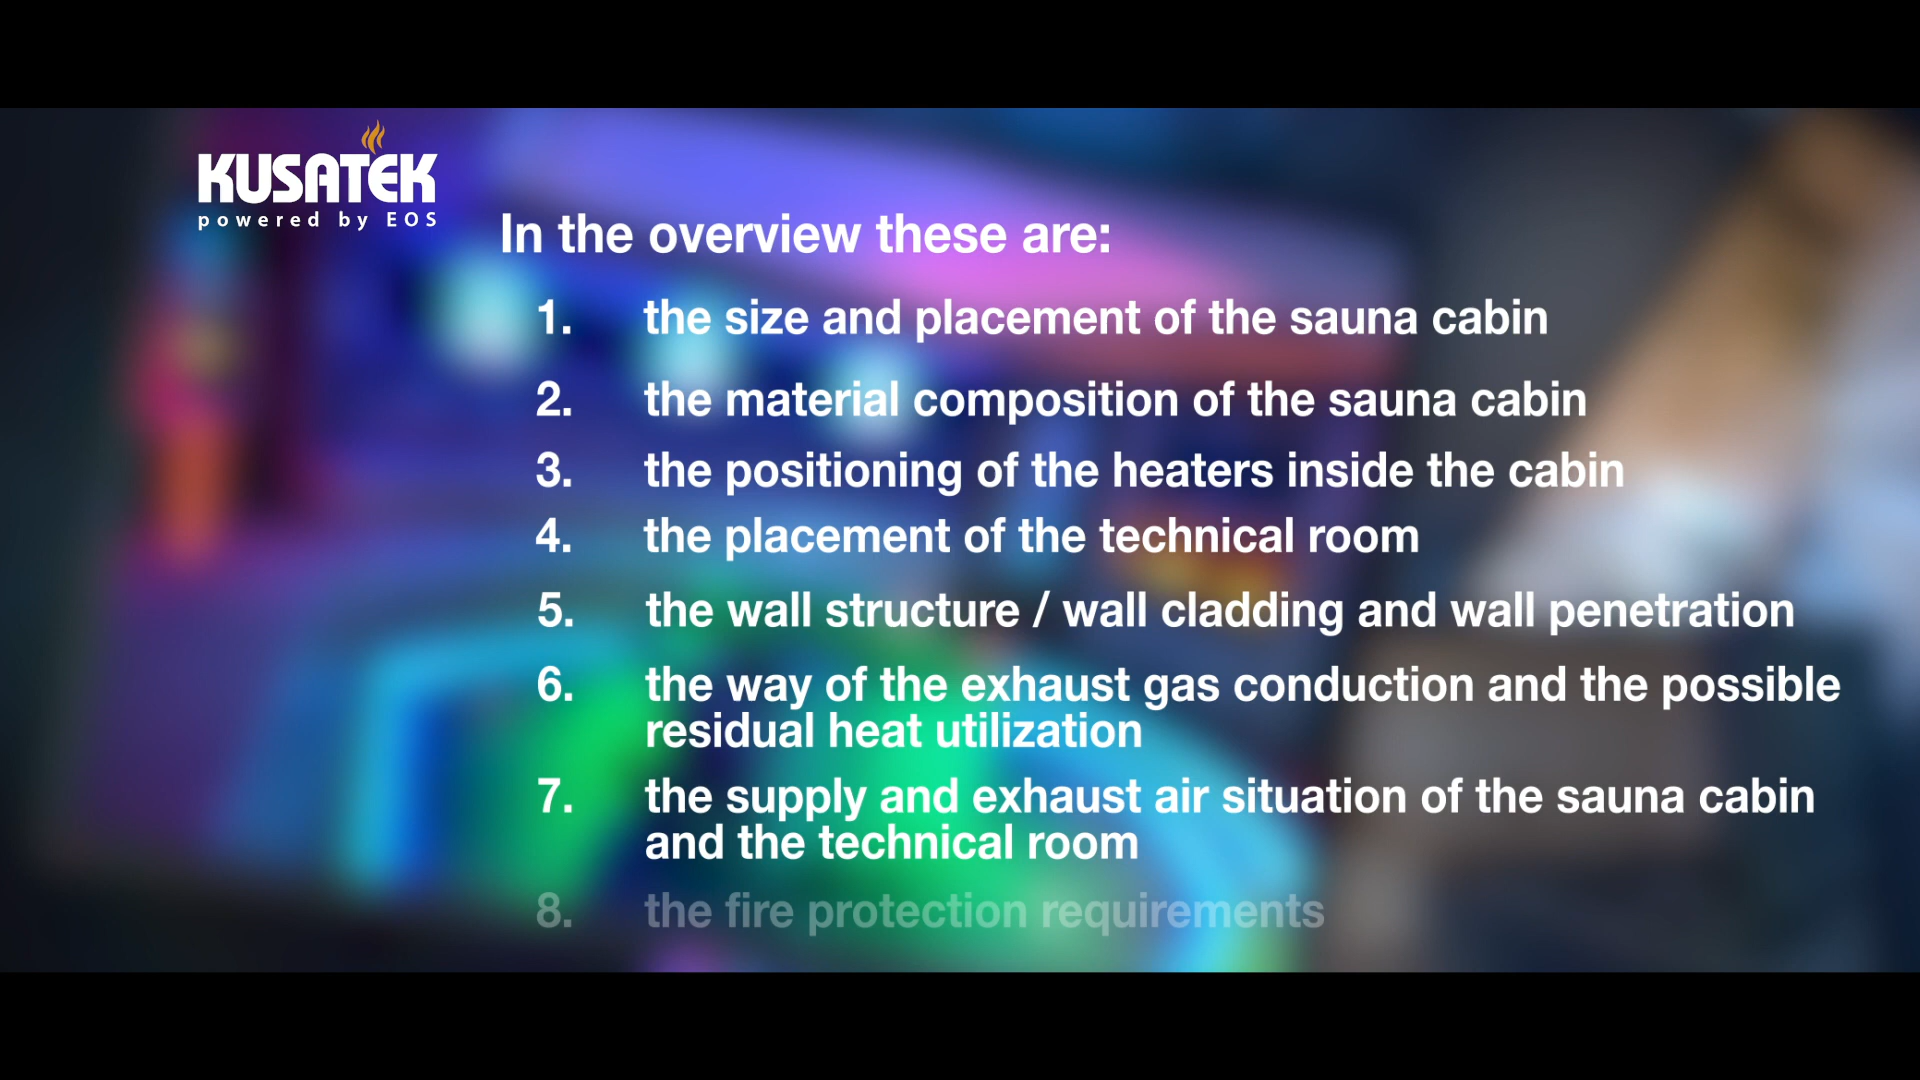 KUSATEK
powered by EOS
In the overview these are:
1. the size and placement of the sauna cabin
2. the material composition of the sauna cabin
3. the positioning of the heaters inside the cabin
4. the placement of the technical room
5. the wall structure / wall cladding and wall penetration
6. the way of the exhaust gas conduction and the possible
residual heat utilization
7. the supply and exhaust air situation of the sauna cabin
and the technical room
8. the fire protection requirements